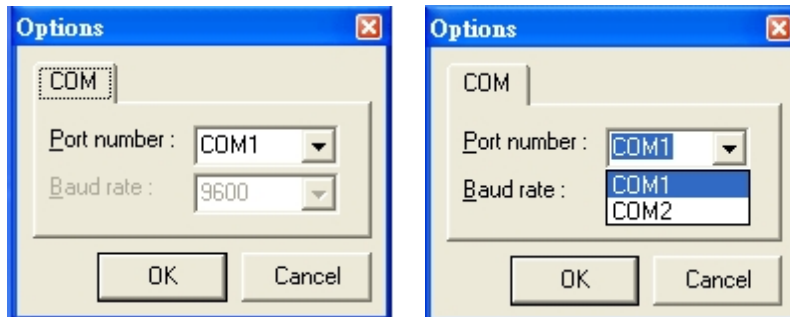 Options
COM
Port number :
COM1
Baud rate :
9600
OK
Cancel
Options
COM
Port number :
COM1
COM1
COM2
Baud rate :
OK
Cancel